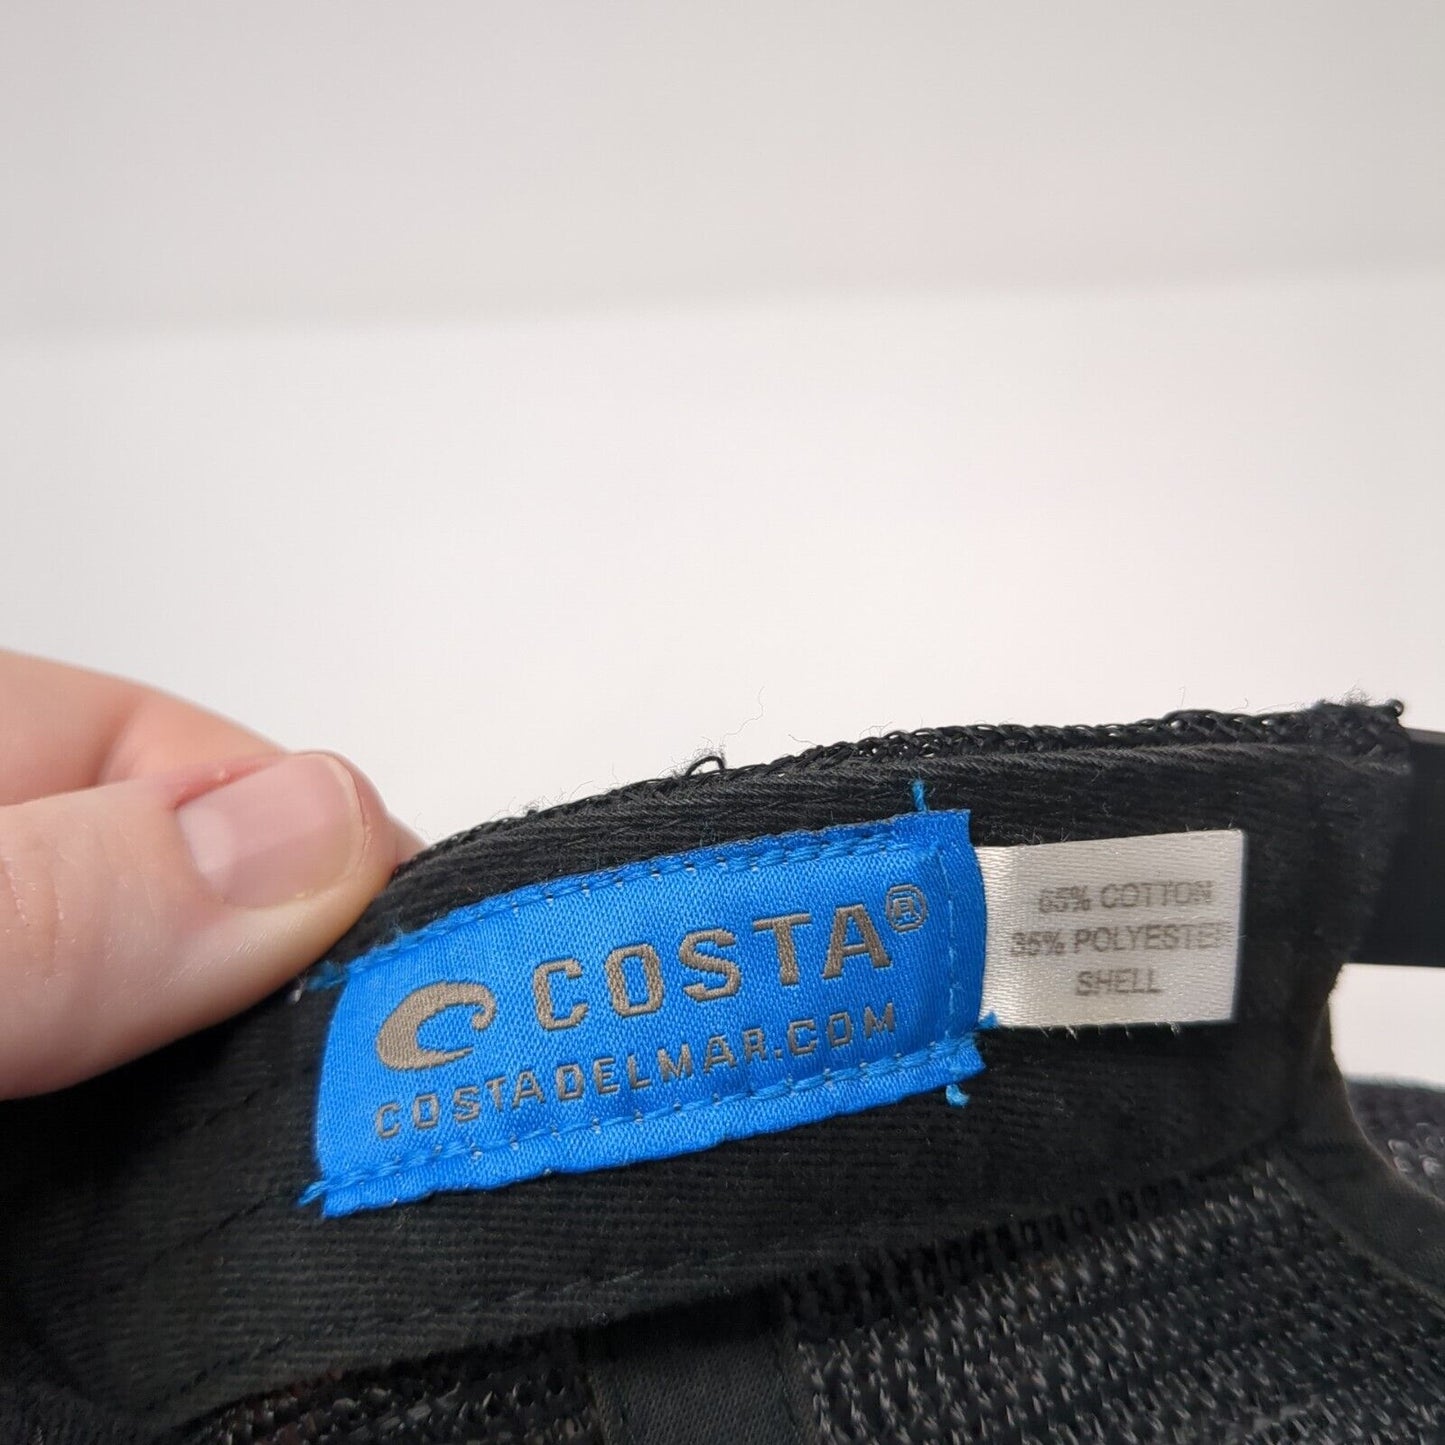 COSTA®
COSTADELMAR.COM
65% COTTON
35% POLYESTER
SHELL